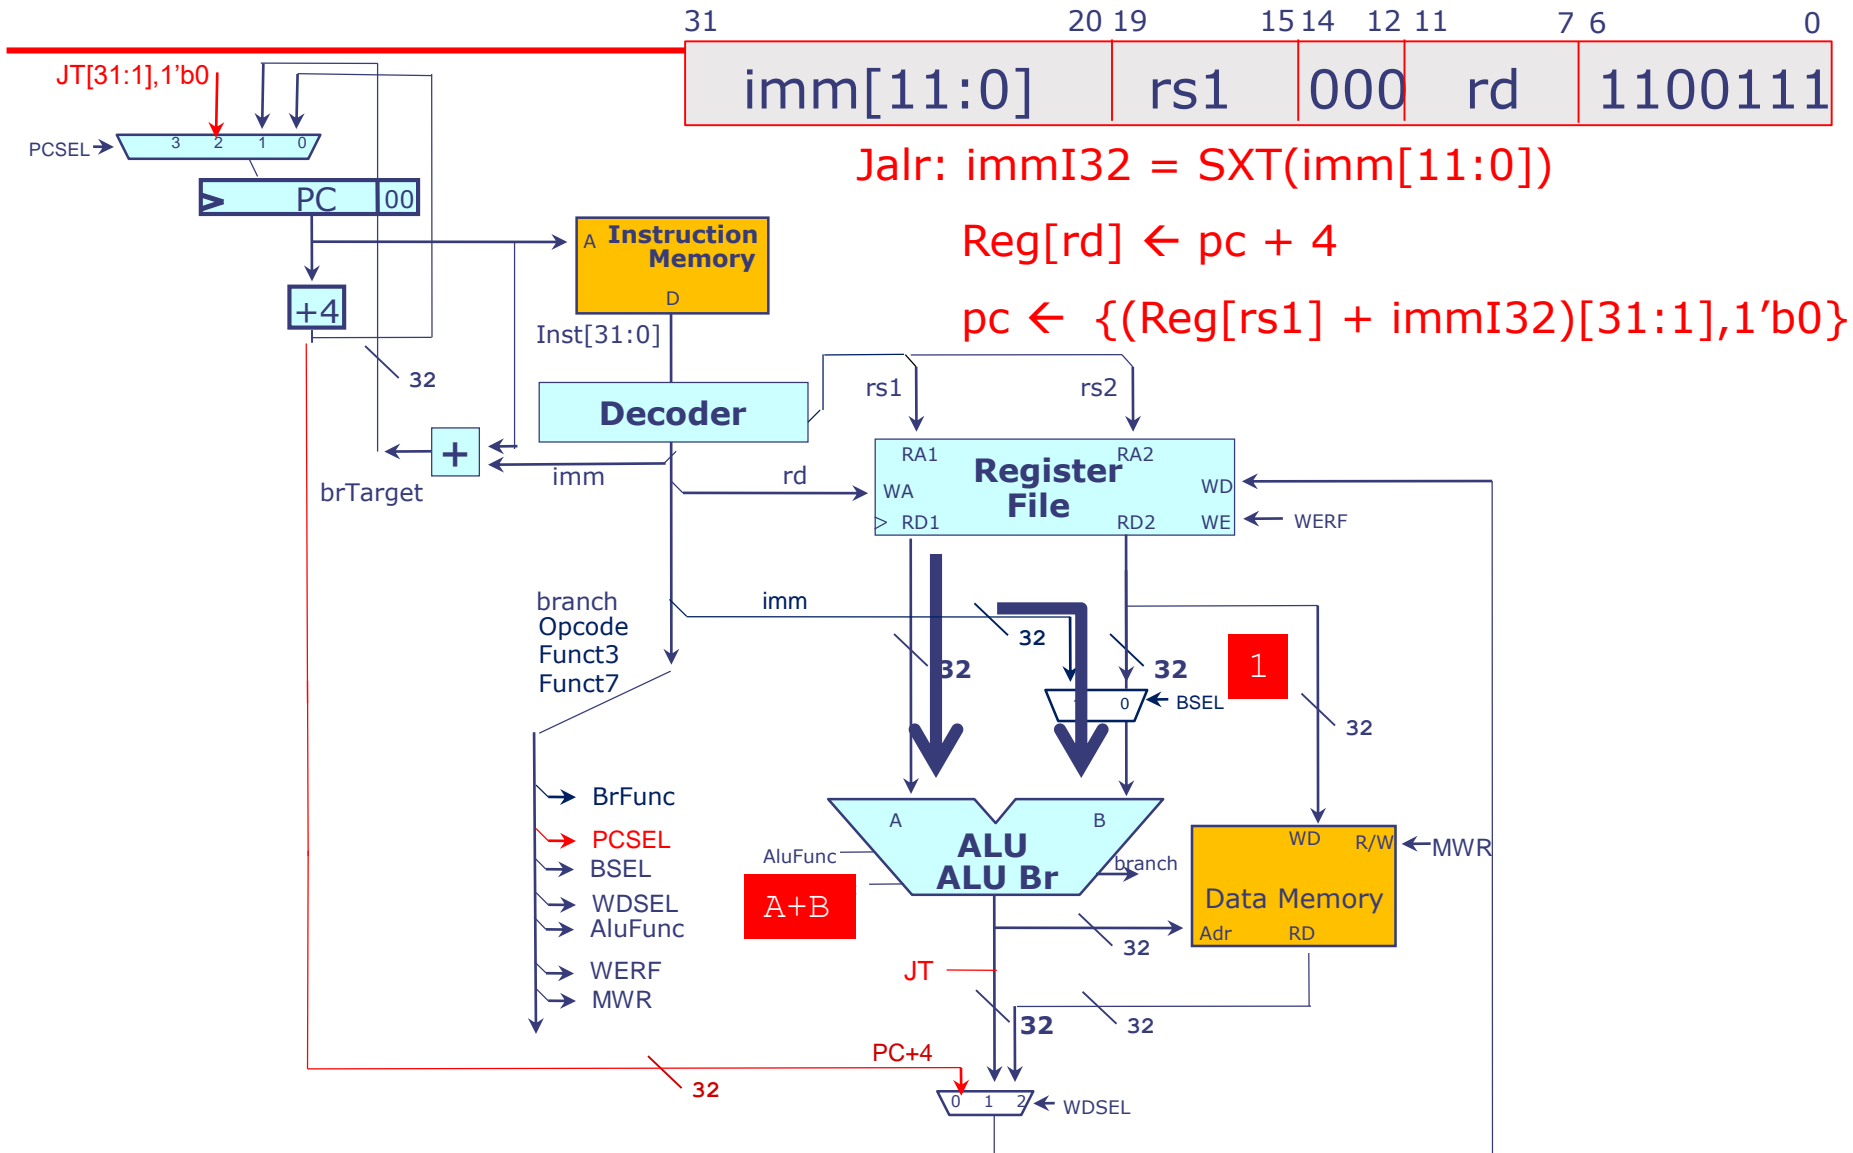 31 20 19 15 14 12 11 7 6 0
imm[11:0] rs1 000 rd 1100111
JT[31:1],1’b0
PCSEL 3 2 1 0
Jalr: immI32 = SXT(imm[11:0])
PC 00
Reg[rd] ← pc + 4
A Instruction
Memory
D
+4
pc ← {(Reg[rs1] + immI32)[31:1],1’b0}
Inst[31:0]
32
rs1 rs2
Decoder
RA1 RA2
Register
File
+
imm rd
brTarget
WA WD
RD1 RD2 WE WERF
branch
Opcode
Funct3
Funct7
imm
32
32
32
1
0 BSEL
32
BrFunc
PCSEL
BSEL
WDSEL
AluFunc
WERF
MWR
A B
ALU
ALU Br
AluFunc
branch
A+B
WD R/W MWR
Data Memory
Adr RD
32
JT
32
32
PC+4
32
0 1 2 WDSEL